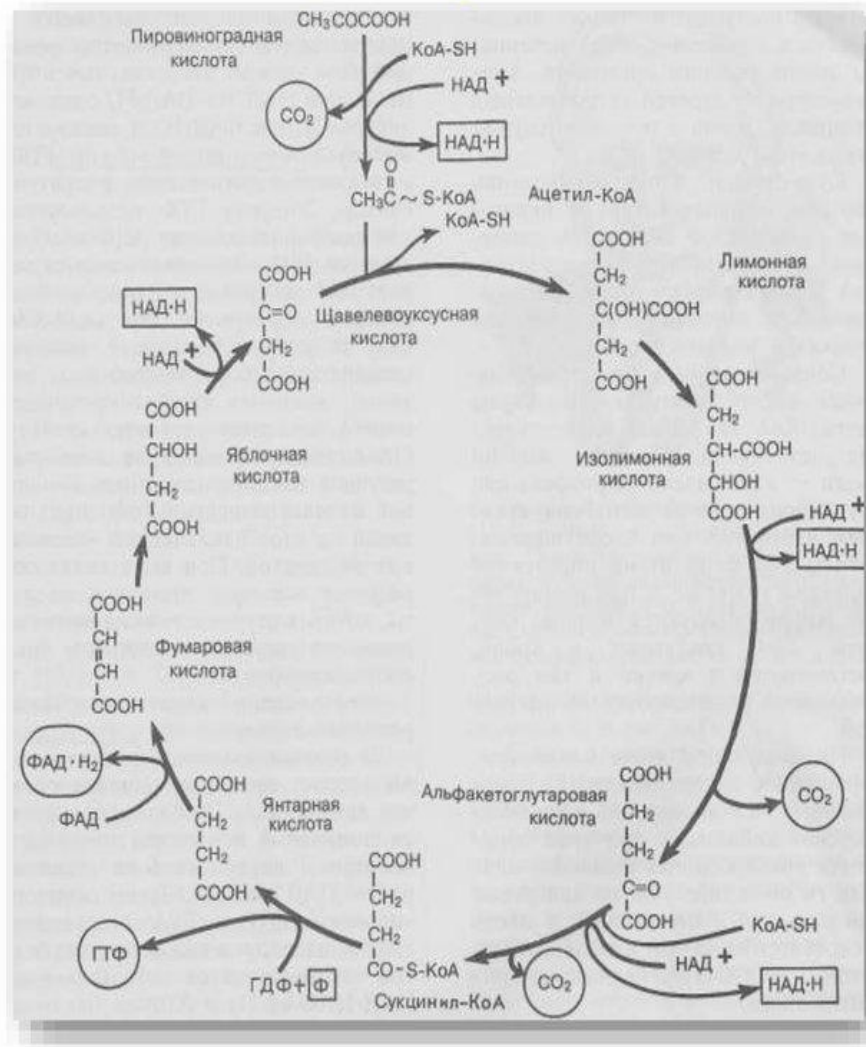 CH₃COCOOH
Пировиноградная
кислота
KoA-SH
НАД +
CO₂
НАД·Н
O
CH₃C ~ S-KoA
Ацетил-КоА
KoA-SH
COOH
CH₂
C(OH)COOH
CH₂
COOH
Лимонная
кислота
COOH
C=O
CH₂
COOH
Щавелевоуксусная
кислота
НАД·Н
НАД +
COOH
CH₂
CH-COOH
CHOH
COOH
Изолимонная
кислота
НАД +
НАД·Н
COOH
CHOH
CH₂
COOH
Яблочная
кислота
COOH
CH
CH
COOH
Фумаровая
кислота
CO₂
ФАД·H₂
ФАД
COOH
CH₂
CH₂
COOH
Янтарная
кислота
Альфакетоглутаровая
кислота
COOH
CH₂
CH₂
C=O
COOH
KoA-SH
НАД +
НАД·Н
CO₂
COOH
CH₂
CH₂
CO-S-KoA
Сукцинил-КоА
ГТФ
ГДФ+ Ф